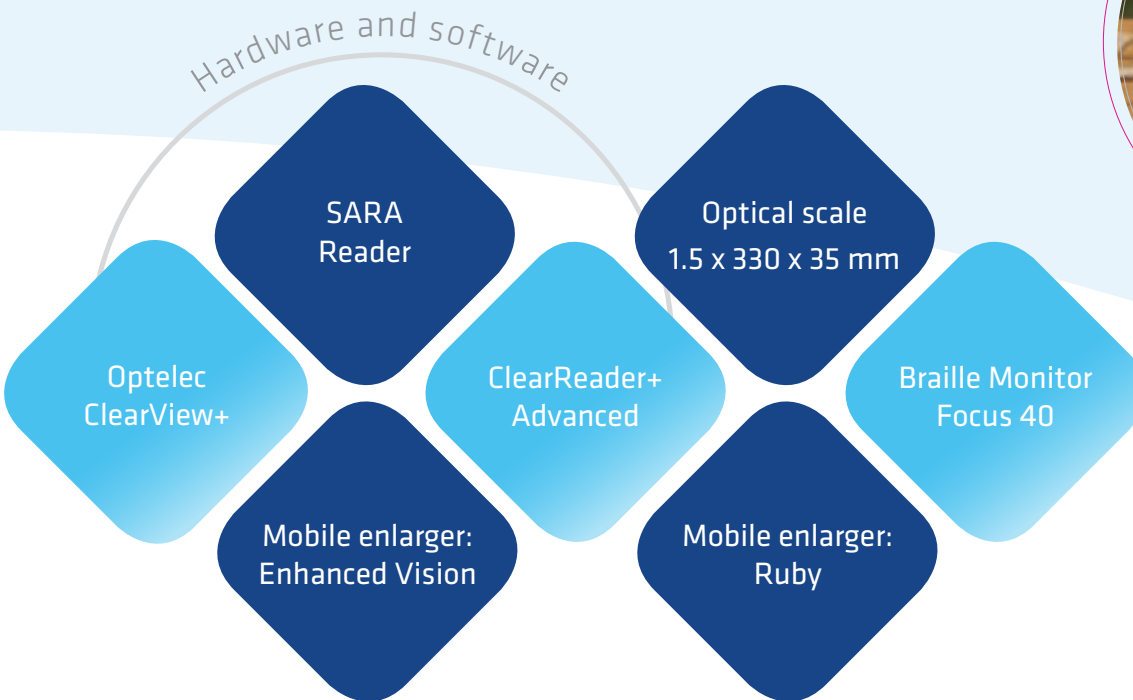 Hardware and software
SARA
Reader
Optical scale
1.5 x 330 x 35 mm
Optelec
ClearView+
ClearReader+
Advanced
Braille Monitor
Focus 40
Mobile enlarger:
Enhanced Vision
Mobile enlarger:
Ruby